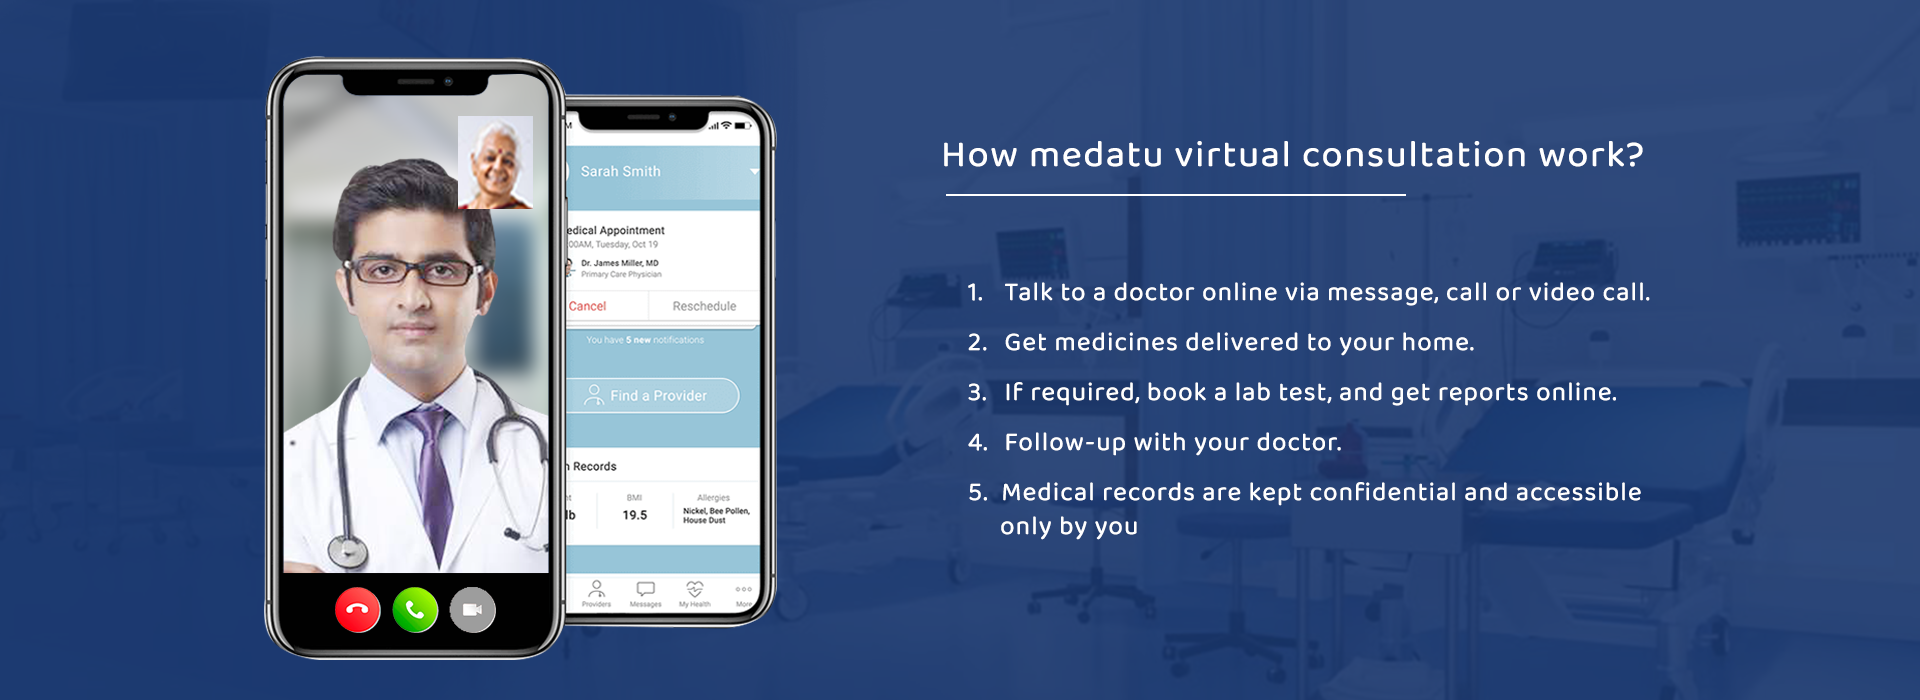 Sarah Smith
edical Appointment
00AM, Tuesday, Oct 19
Dr. James Miller, MD
Primary Care Physician
Cancel
Reschedule
You have 5 new notifications
Find a Provider
Records
BMI
Allergies
lb
19.5
Nickel, Bee Pollen,
House Dust
Providers
Messages
My Health
More
How medatu virtual consultation work?
1. Talk to a doctor online via message, call or video call.
2. Get medicines delivered to your home.
3. If required, book a lab test, and get reports online.
4. Follow-up with your doctor.
5. Medical records are kept confidential and accessible
only by you